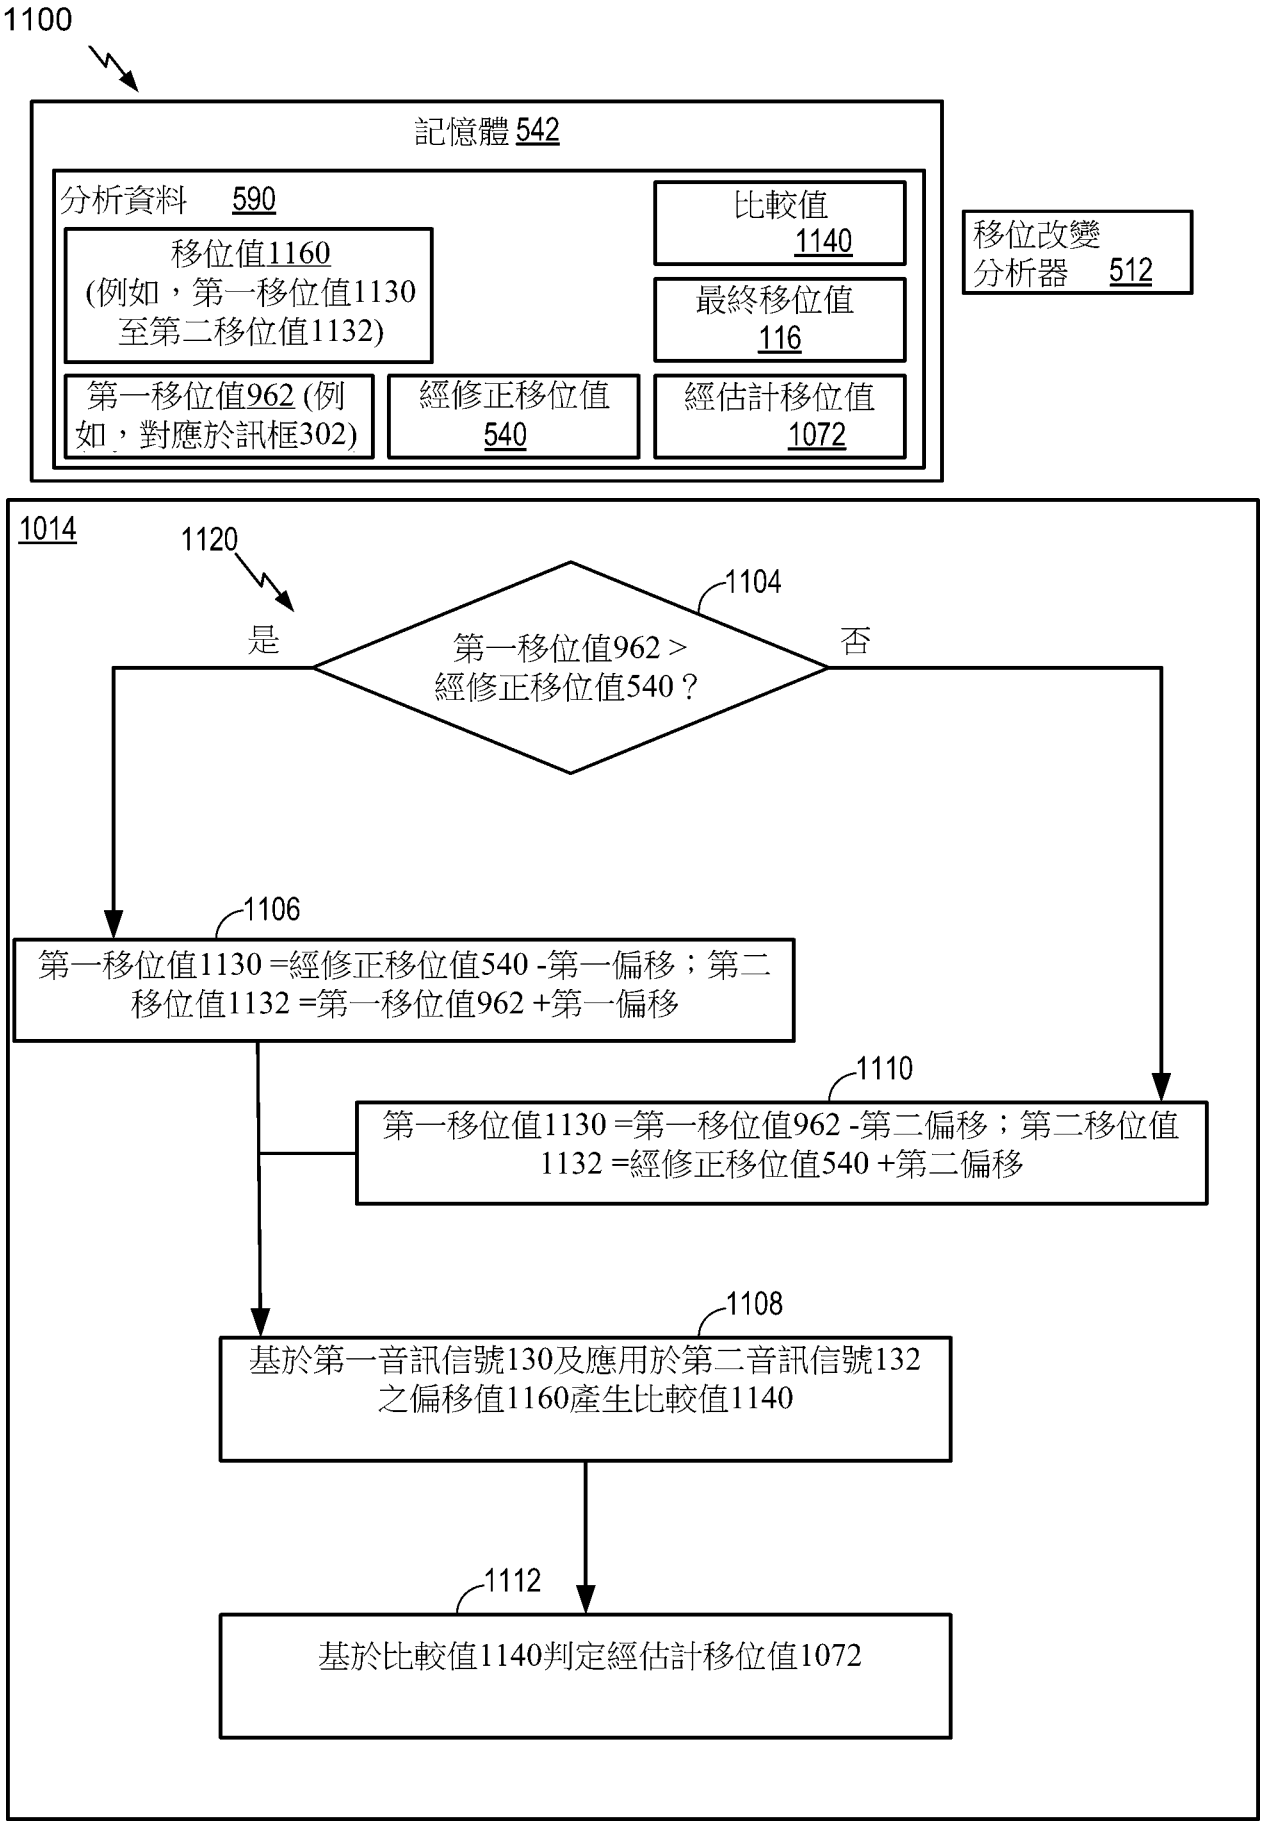 1100
記憶體 542
分析資料 590
移位值1160
(例如，第一移位值1130
至第二移位值1132)
比較值
1140
最終移位值
116
第一移位值962 (例
如，對應於訊框302)
經修正移位值
540
經估計移位值
1072
移位改變
分析器 512
1014
1120
1104
是
否
第一移位值962 >
經修正移位值540？
1106
第一移位值1130 =經修正移位值540 -第一偏移；第二
移位值1132 =第一移位值962 +第一偏移
1110
第一移位值1130 =第一移位值962 -第二偏移；第二移位值
1132 =經修正移位值540 +第二偏移
1108
基於第一音訊信號130及應用於第二音訊信號132
之偏移值1160產生比較值1140
1112
基於比較值1140判定經估計移位值1072